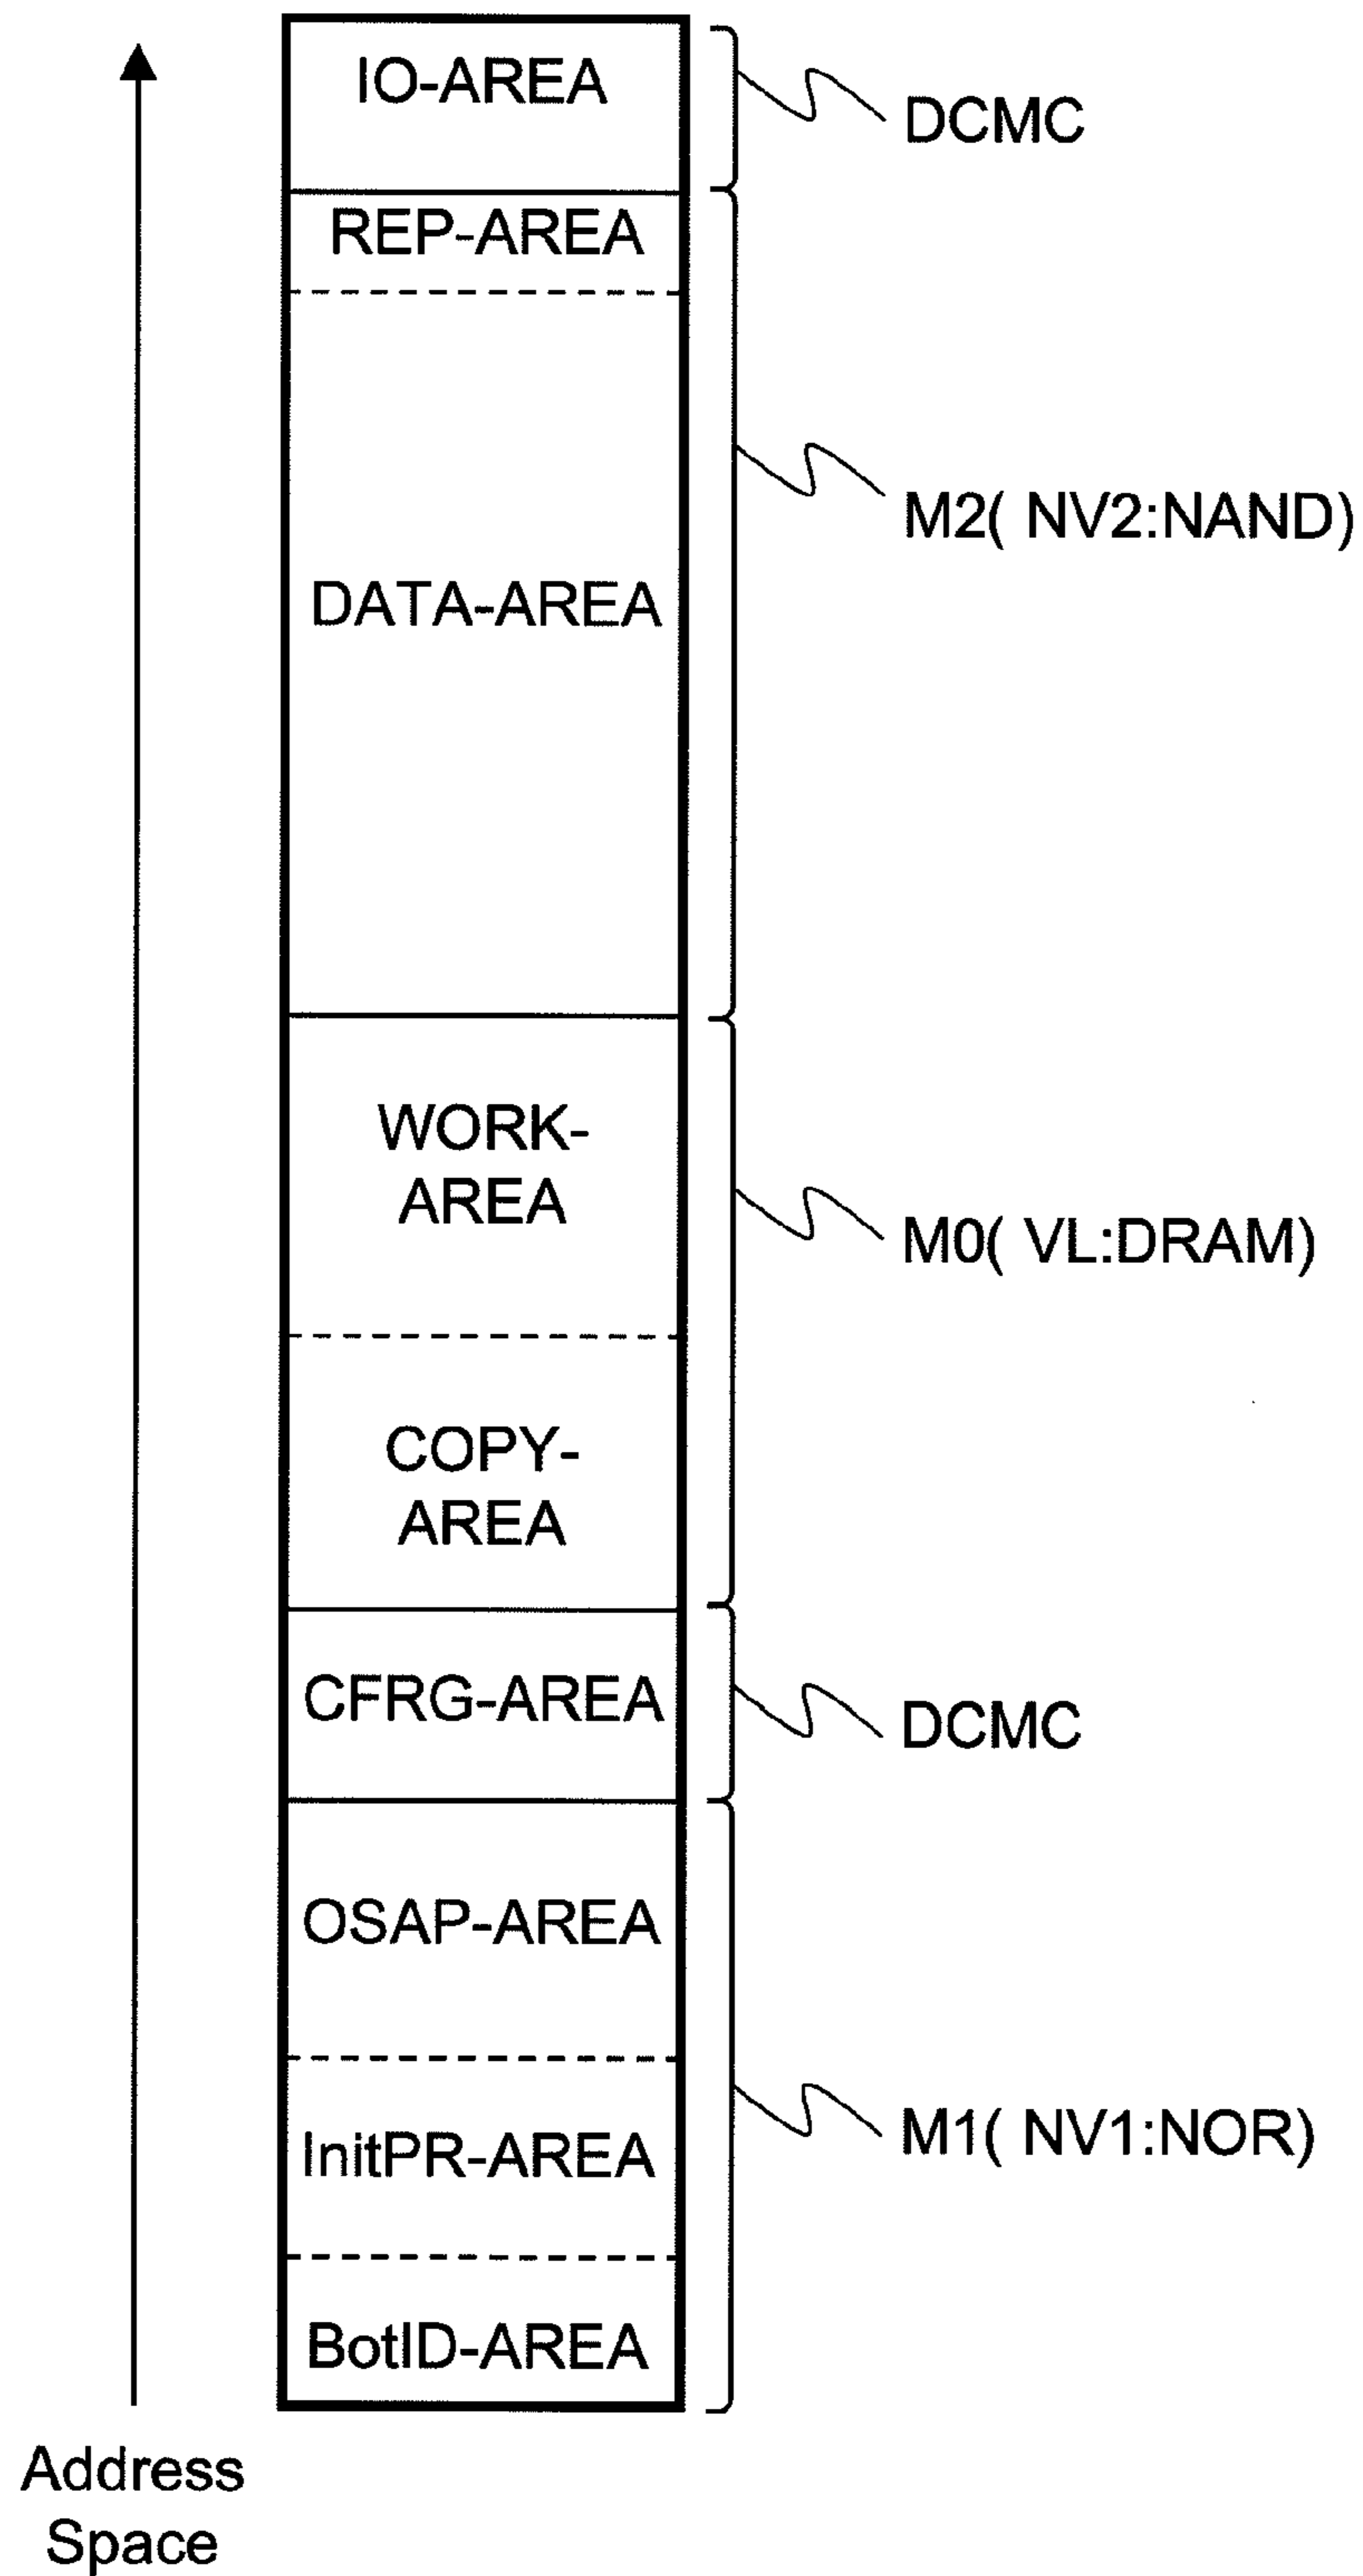 IO-AREA
DCMC
REP-AREA
M2( NV2:NAND)
DATA-AREA
WORK-
AREA
M0( VL:DRAM)
COPY-
AREA
CFRG-AREA
DCMC
OSAP-AREA
InitPR-AREA
M1( NV1:NOR)
BotID-AREA
Address
Space